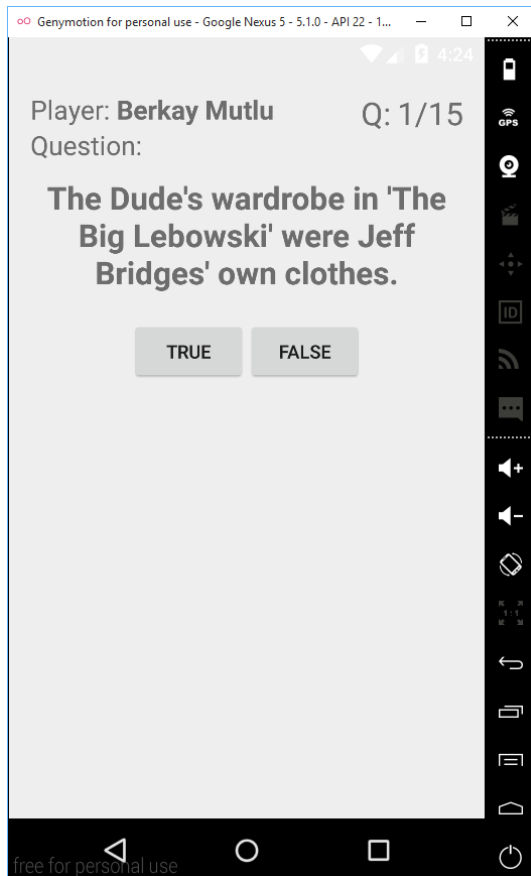 Genymotion for personal use - Google Nexus 5 - 5.1.0 - API 22 - 1...
4:24
Player: Berkay Mutlu
Q: 1/15
Question:
The Dude's wardrobe in 'The
Big Lebowski' were Jeff
Bridges' own clothes.
TRUE
FALSE
GPS
ID
1:1
free for personal use